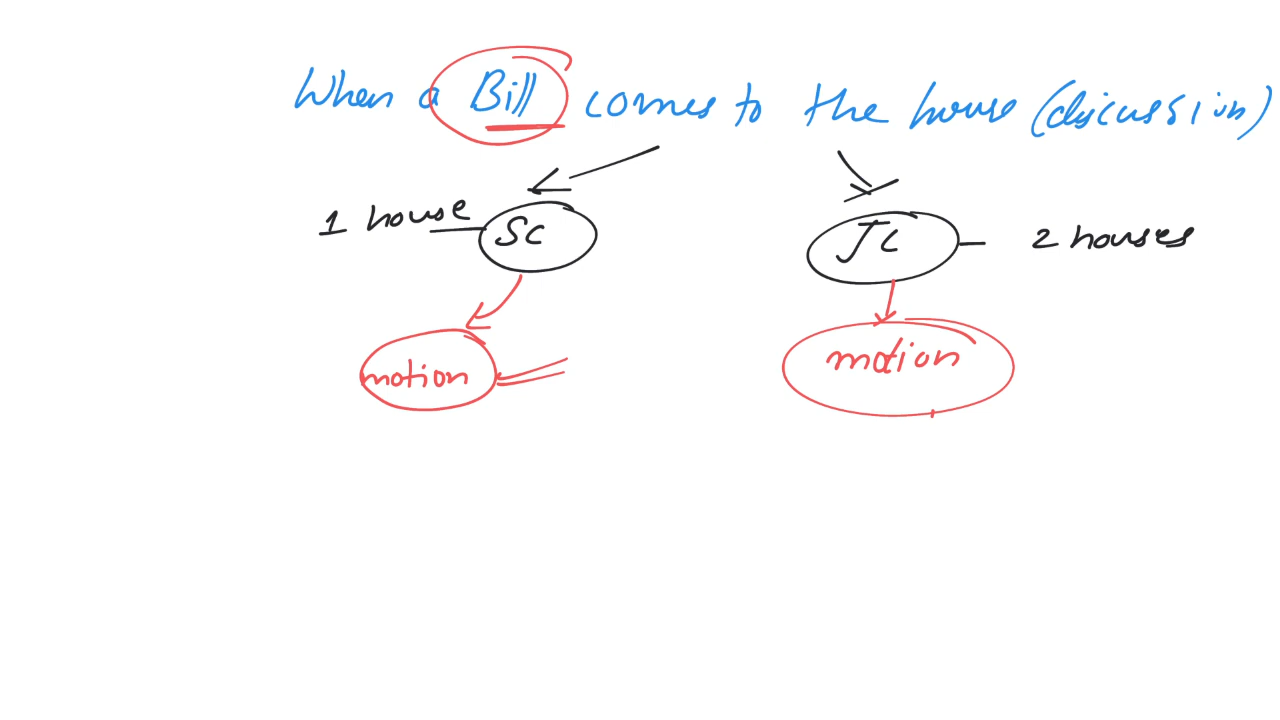 When a Bill comes to the house (discussion)
1 house SC
JC - 2 houses
motion
motion